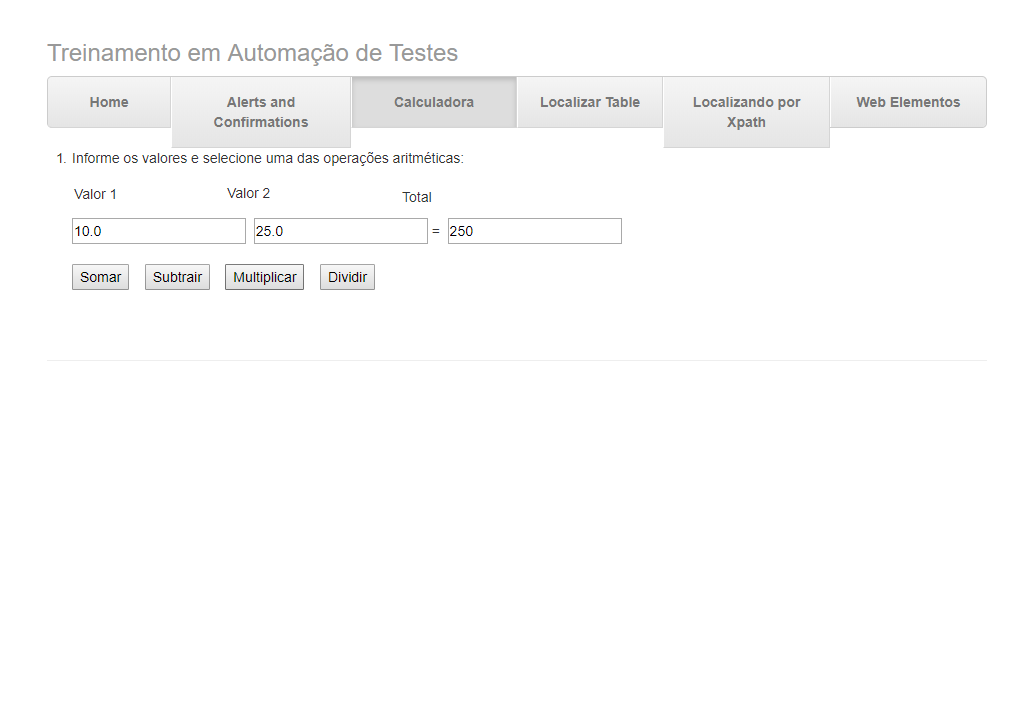 Treinamento em Automação de Testes
Home
Alerts and
Confirmations
Calculadora
Localizar Table
Localizando por
Xpath
Web Elementos
1. Informe os valores e selecione uma das operações aritméticas:
Valor 1 Valor 2 Total
10.0 25.0 = 250
Somar Subtrair Multiplicar Dividir